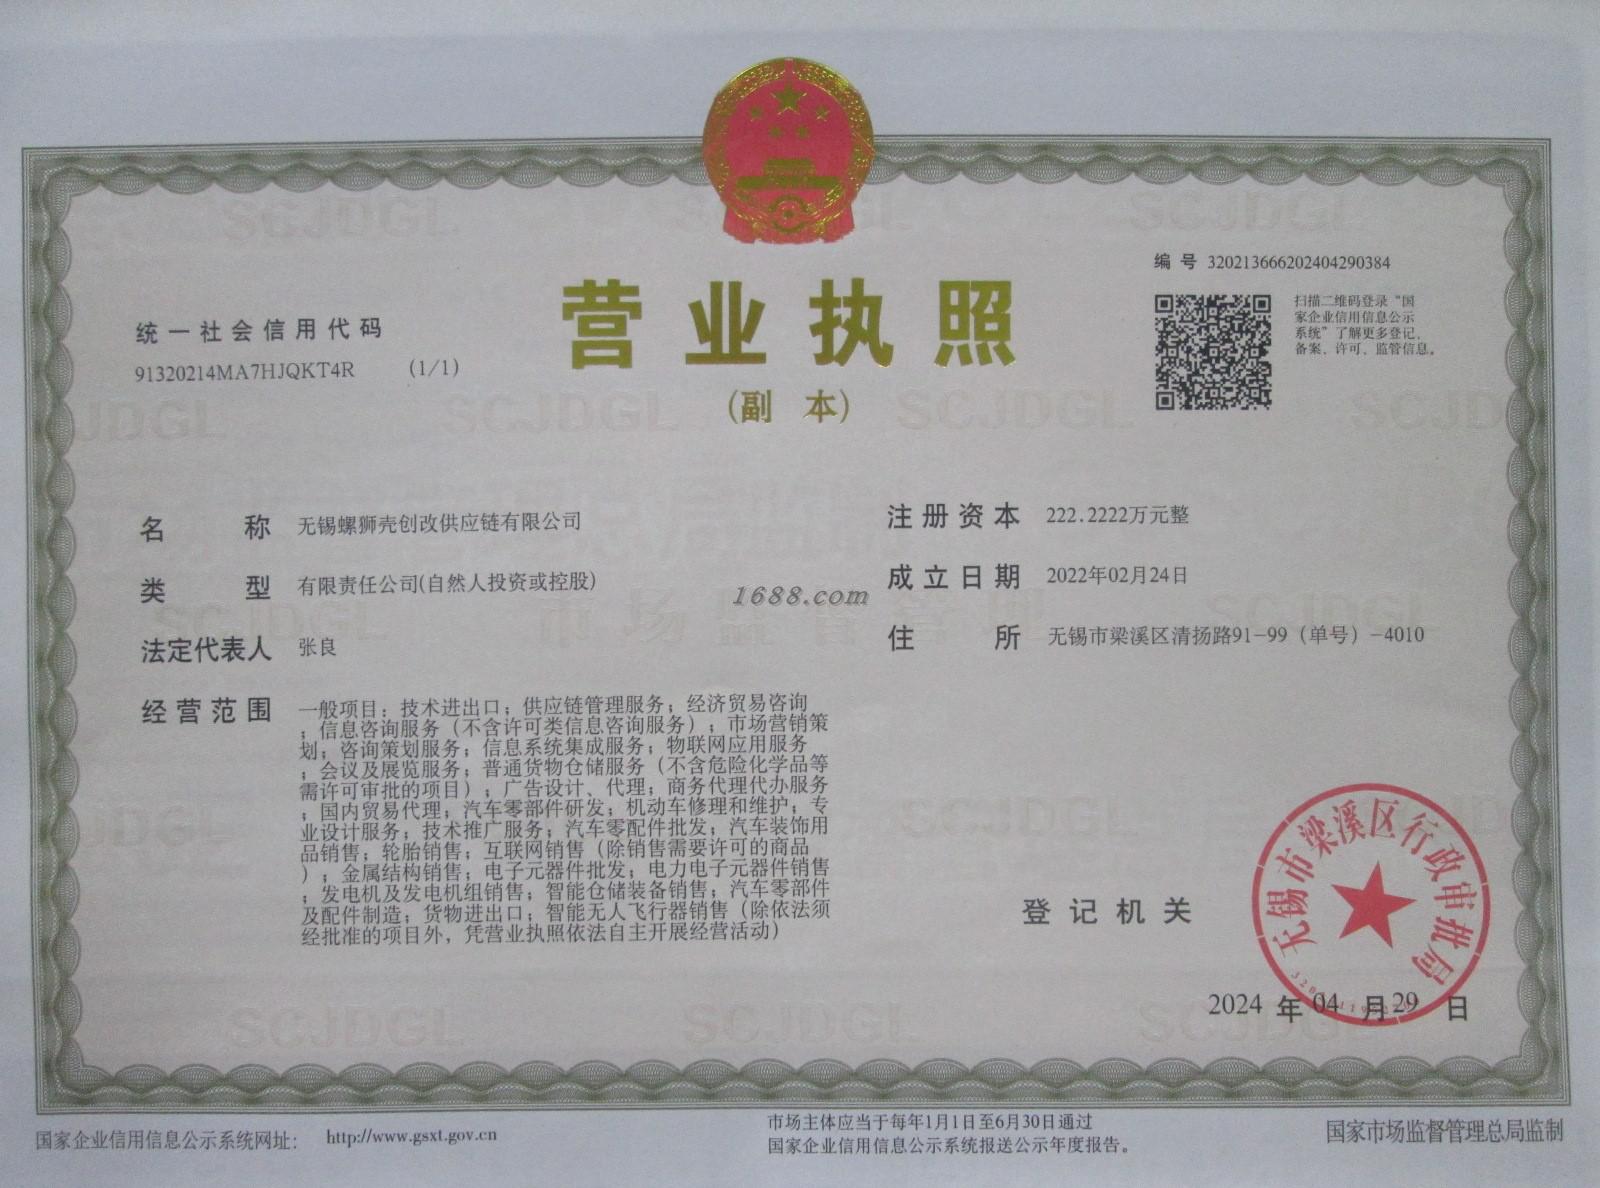 编号 320213666202404290384
统一社会信用代码
91320214MA7HJQKT4R (1/1)
营业执照
(副 本)
扫描二维码登录“国
家企业信用信息公示
系统”了解更多登记、
备案、许可、监管信息。
名称 无锡螺狮壳创改供应链有限公司
类型 有限责任公司(自然人投资或控股)
法定代表人 张良
经营范围 一般项目：技术进出口；供应链管理服务；经济贸易咨询
；信息咨询服务（不含许可类信息咨询服务）；市场营销策
划；咨询策划服务；信息系统集成服务；物联网应用服务
；会议及展览服务；普通货物仓储服务（不含危险化学品等
需许可审批的项目）；广告设计、代理；商务代理代办服务
；国内贸易代理；汽车零部件研发；机动车修理和维护；专
业设计服务；技术推广服务；汽车零配件批发；汽车装饰用
品销售；轮胎销售；互联网销售（除销售需要许可的商品
）；金属结构销售；电子元器件批发；电力电子元器件销售
；发电机及发电机组销售；智能仓储装备销售；汽车零部件
及配件制造；货物进出口；智能无人飞行器销售（除依法须
经批准的项目外，凭营业执照依法自主开展经营活动）
注册资本 222.2222万元整
成立日期 2022年02月24日
住所 无锡市梁溪区清扬路91-99（单号）-4010
1688.com
登记机关
无锡市梁溪区行政审批局
2024 年 04 月 29 日
国家企业信用信息公示系统网址： http://www.gsxt.gov.cn
市场主体应当于每年1月1日至6月30日通过
国家企业信用信息公示系统报送公示年度报告。
国家市场监督管理总局监制
SCJDGL
市场监督管理